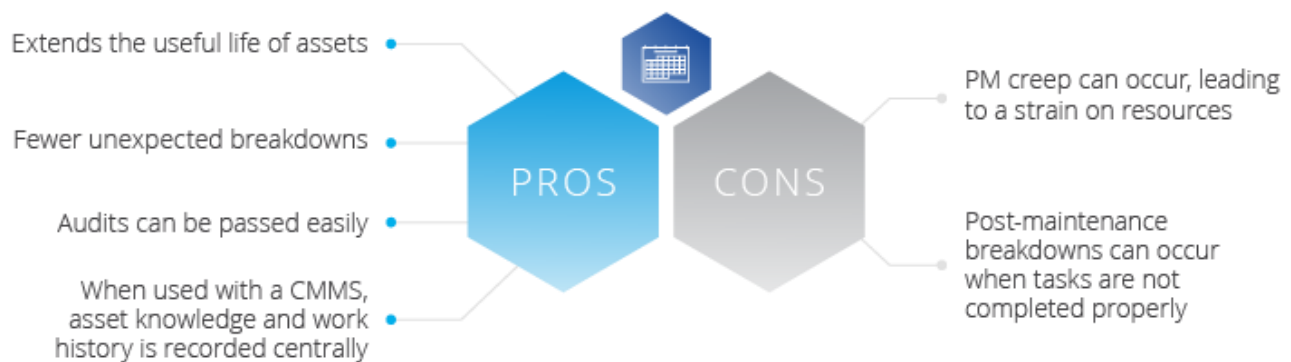 Extends the useful life of assets
Fewer unexpected breakdowns
Audits can be passed easily
When used with a CMMS,
asset knowledge and work
history is recorded centrally
PROS
CONS
PM creep can occur, leading
to a strain on resources
Post-maintenance
breakdowns can occur
when tasks are not
completed properly